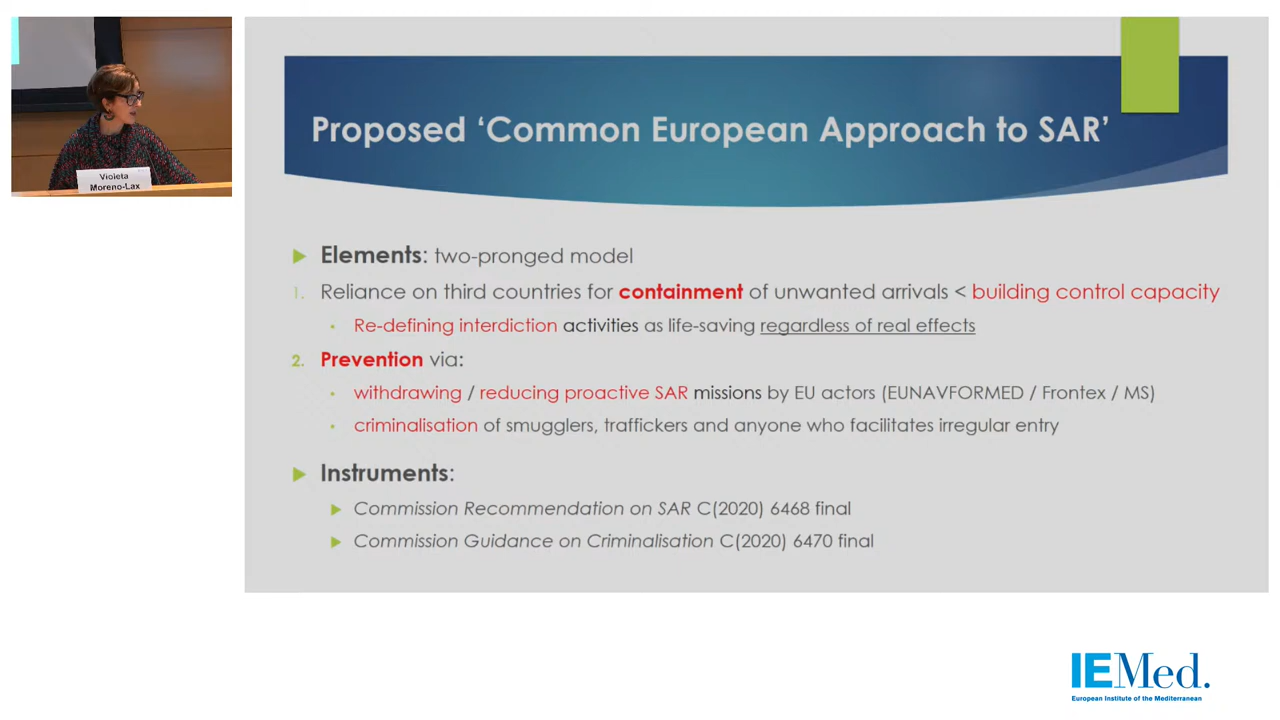 Violeta
Moreno-Lax
Proposed ‘Common European Approach to SAR’
Elements: two-pronged model
1. Reliance on third countries for containment of unwanted arrivals < building control capacity
• Re-defining interdiction activities as life-saving regardless of real effects
2. Prevention via:
• withdrawing / reducing proactive SAR missions by EU actors (EUNAVFORMED / Frontex / MS)
• criminalisation of smugglers, traffickers and anyone who facilitates irregular entry
Instruments:
Commission Recommendation on SAR C(2020) 6468 final
Commission Guidance on Criminalisation C(2020) 6470 final
IEMed.
European Institute of the Mediterranean